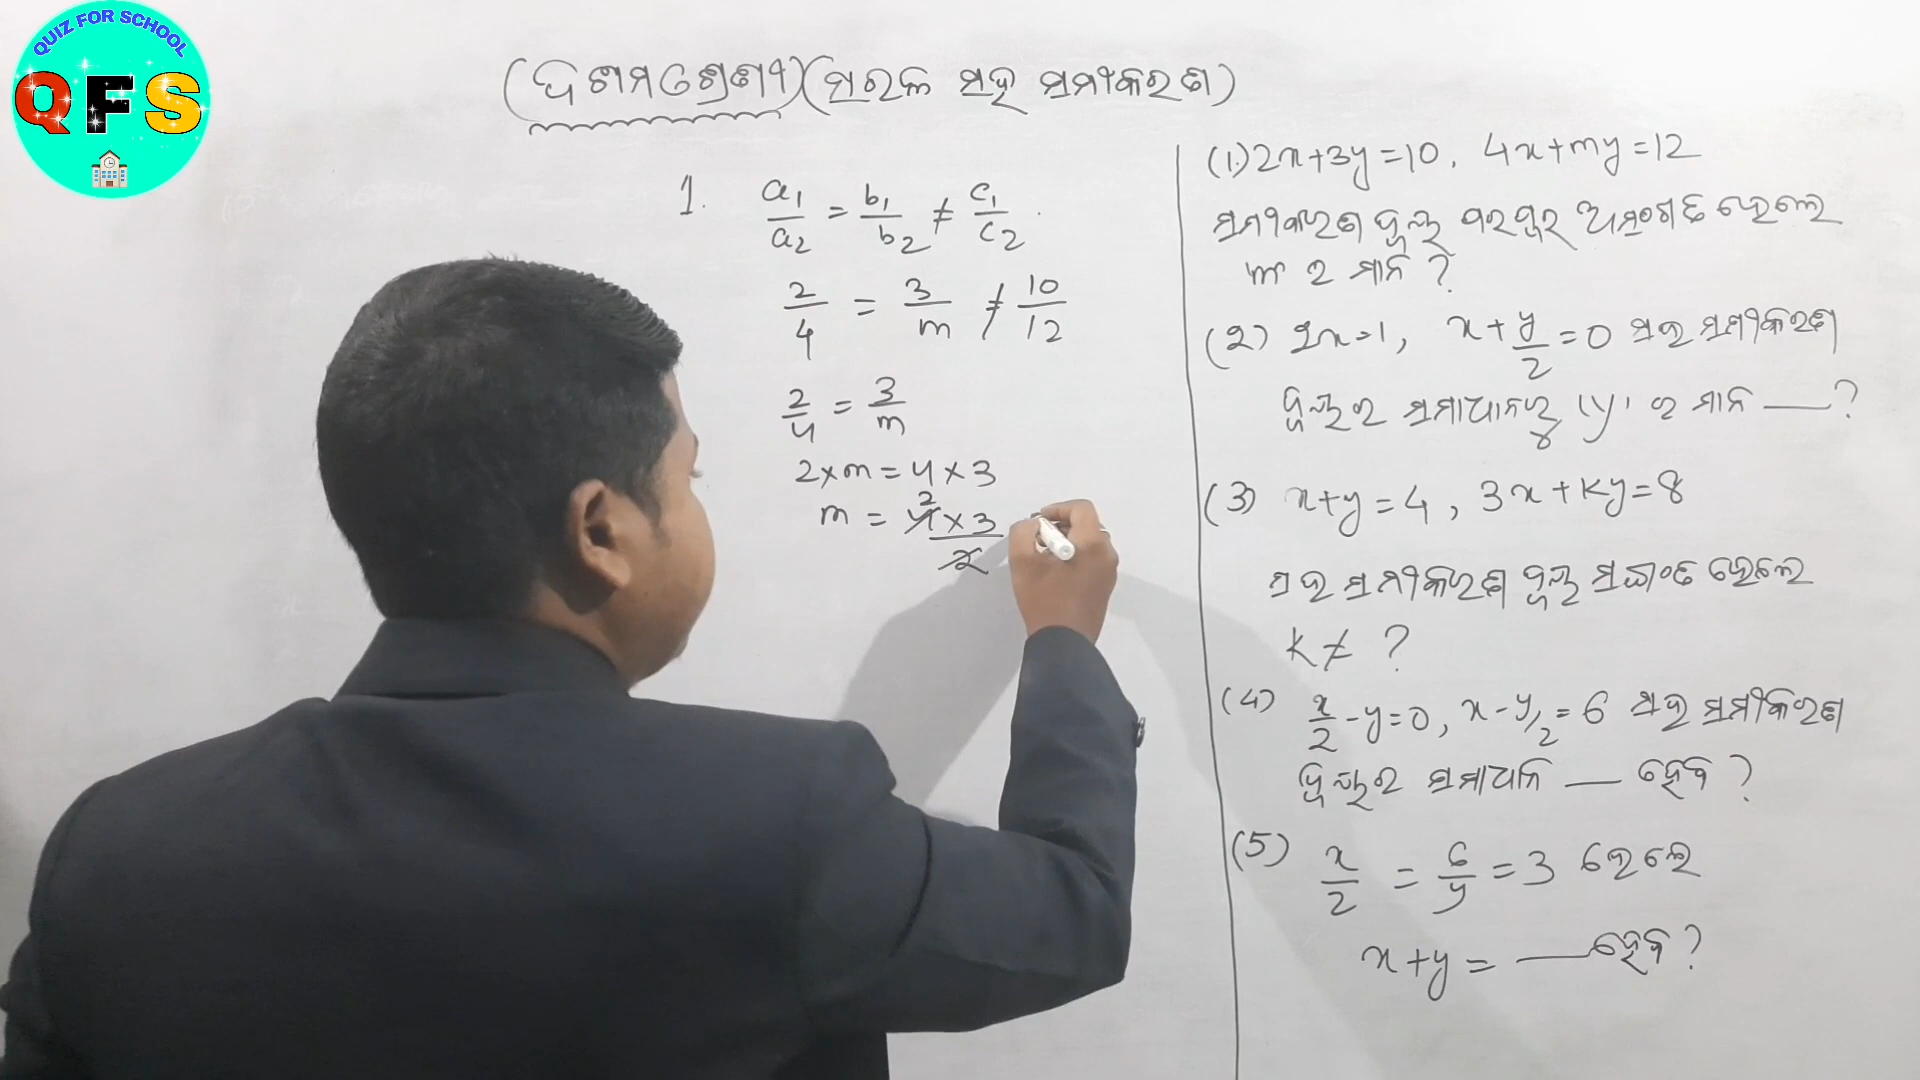 QUIZ FOR SCHOOL
QFS
(ଦଶମ ଶ୍ରେଣୀ) (ସରଳ ସହ ସମୀକରଣ)
1. a₁/a₂ = b₁/b₂ ≠ c₁/c₂
2/4 = 3/m ≠ 10/12
2/4 = 3/m
2×m = 4×3
m = 4×3/2
2
(1) 2x+3y=10, 4x+my=12
ସମୀକରଣ ଦ୍ୱୟ ପରସ୍ପର ଅସଂଗତ ହେଲେ
m ର ମାନ ?
(2) 2x=1, x+y/2=0 ସହ ସମୀକରଣ
ଦ୍ୱୟର ସମାଧାନରୁ 'y' ର ମାନ — ?
(3) x+y=4, 3x+Ky=8
ସହ ସମୀକରଣ ଦ୍ୱୟ ସଙ୍ଗତ ହେଲେ
K≠ ?
(4) x/2-y=0, x-y/2=6 ସହ ସମୀକରଣ
ଦ୍ୱୟର ସମାଧାନ — ହେବ ?
(5) x/2 = 6/y = 3 ହେଲେ
x+y = — ହେବ ?